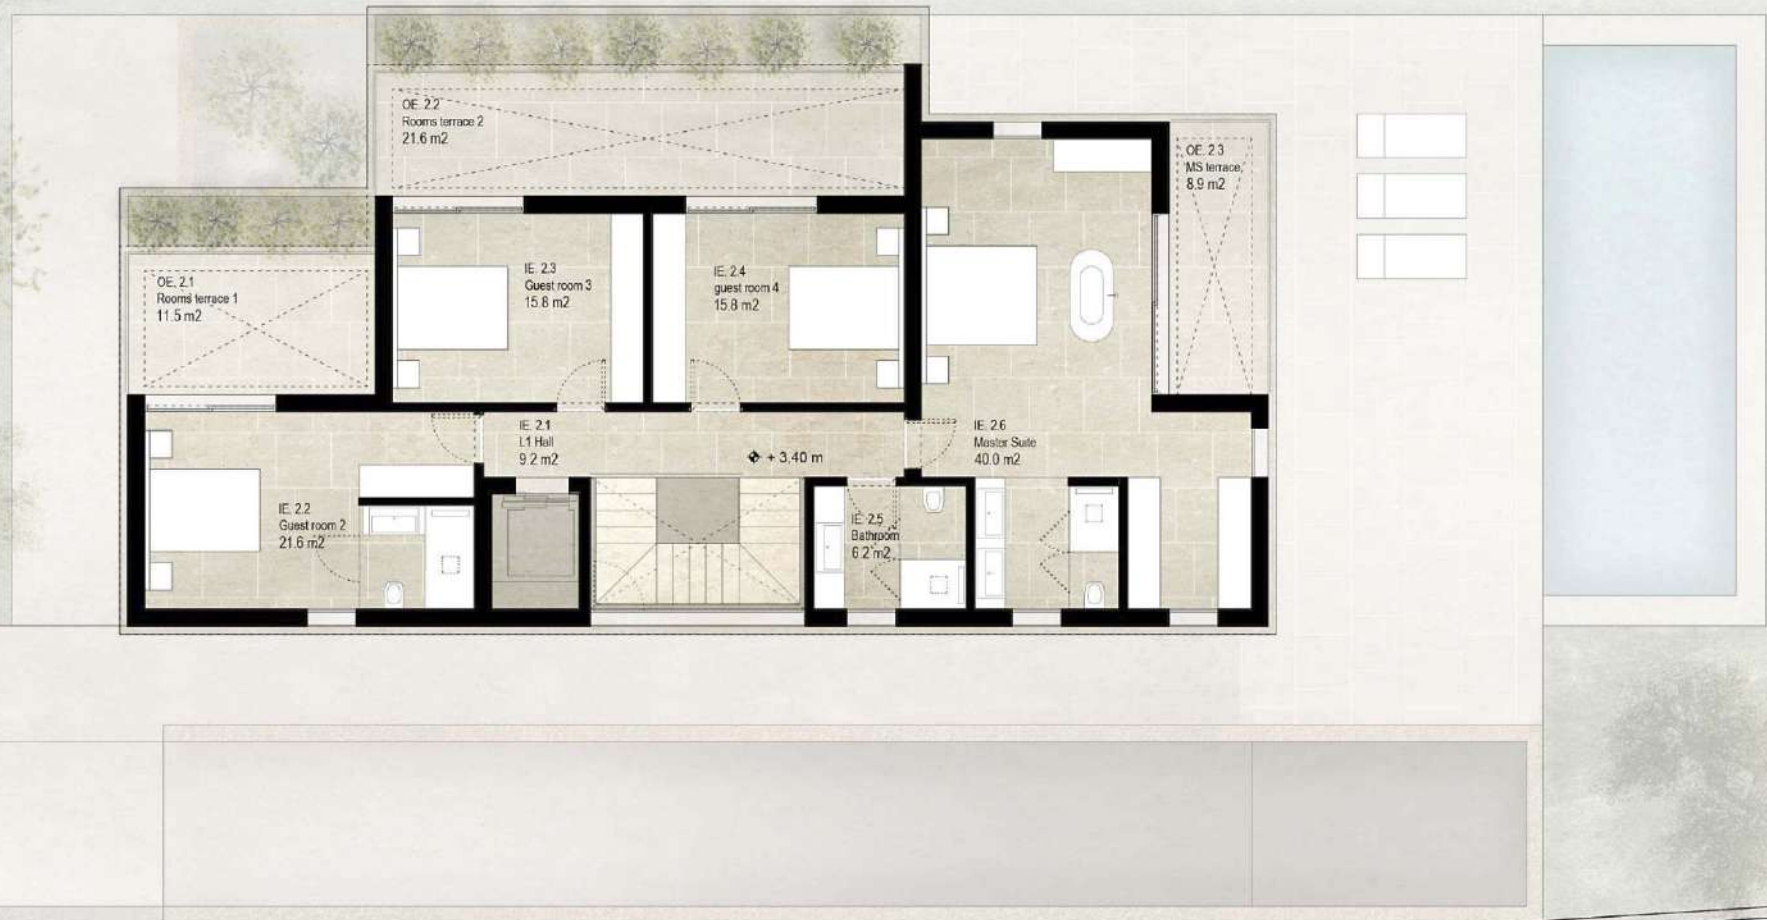 OE. 2.2
Rooms terrace 2
21.6 m2
OE. 2.3
MS terrace
8.9 m2
OE. 2.1
Rooms terrace 1
11.5 m2
IE. 2.3
Guest room 3
15.8 m2
IE. 2.4
guest room 4
15.8 m2
IE. 2.1
L1 Hall
9.2 m2
+ 3,40 m
IE. 2.6
Master Suite
40.0 m2
IE. 2.2
Guest room 2
21.6 m2
IE. 2.5
Bathroom
6.2 m2